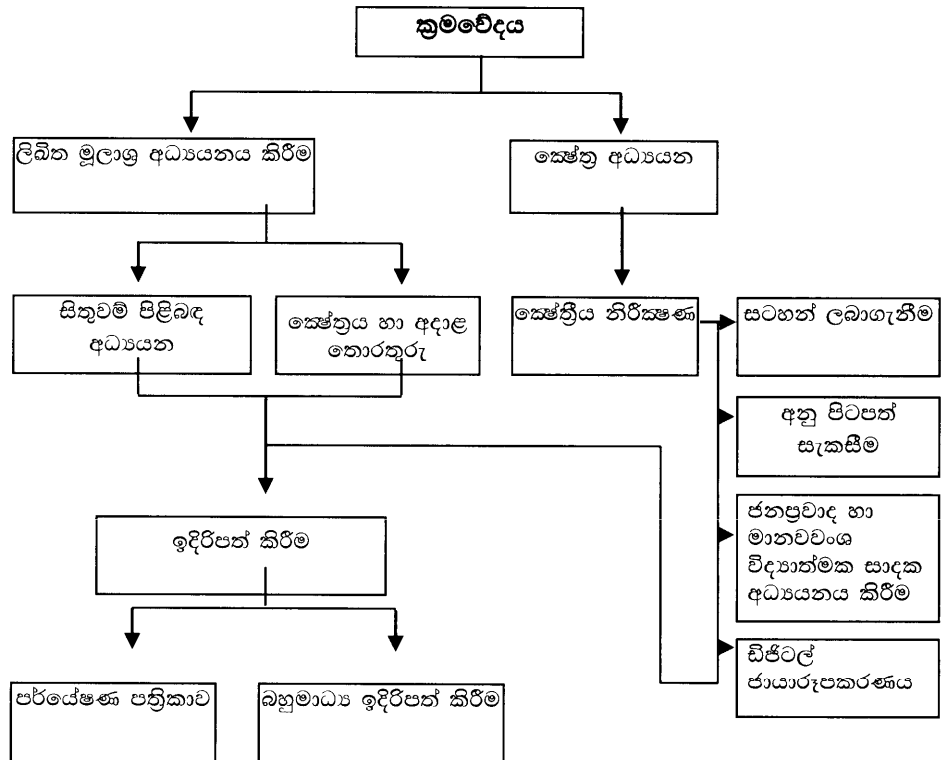 ක්‍රමවේදය
ලිඛිත මූලාශ්‍ර අධ්‍යයනය කිරීම
ක්‍ෂේත්‍ර අධ්‍යයන
සිතුවම් පිළිබඳ
අධ්‍යයන
ක්‍ෂේත්‍රය හා අදාළ
තොරතුරු
ක්‍ෂේත්‍රීය නිරීක්‍ෂණ
සටහන් ලබාගැනීම
අනු පිටපත්
සැකසීම
ජනප්‍රවාද හා
මානවවංශ
විද්‍යාත්මක සාදක
අධ්‍යයනය කිරීම
ඩිජිටල්
ජායාරූපකරණය
ඉදිරිපත් කිරීම
පර්යේෂණ පත්‍රිකාව
බහුමාධ්‍ය ඉදිරිපත් කිරීම